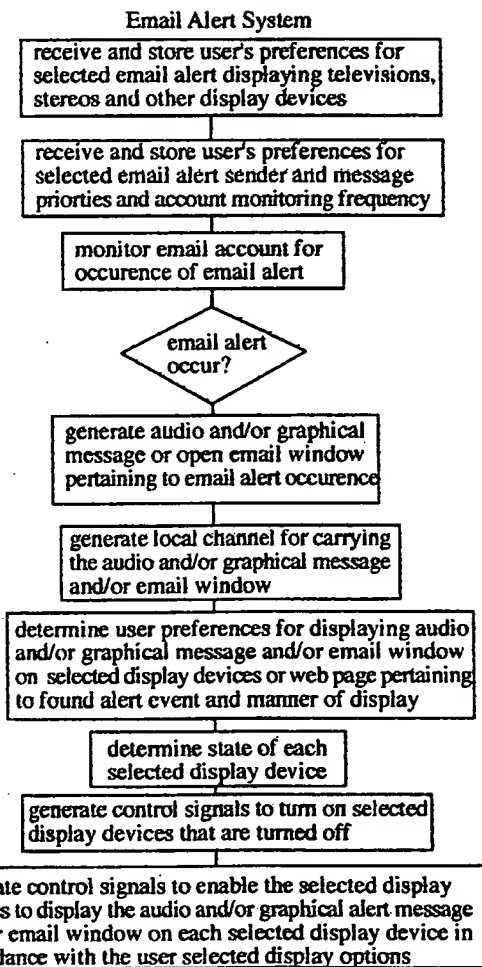 Email Alert System
receive and store user's preferences for
selected email alert displaying televisions,
stereos and other display devices
receive and store user's preferences for
selected email alert sender and message
priorties and account monitoring frequency
monitor email account for
occurence of email alert
email alert
occur?
generate audio and/or graphical
message or open email window
pertaining to email alert occurence
generate local channel for carrying
the audio and/or graphical message
and/or email window
determine user preferences for displaying audio
and/or graphical message and/or email window
on selected display devices or web page pertaining
to found alert event and manner of display
determine state of each
selected display device
generate control signals to turn on selected
display devices that are turned off
control signals to enable the selected display
to display the audio and/or graphical alert message
email window on each selected display device in
with the user selected display options